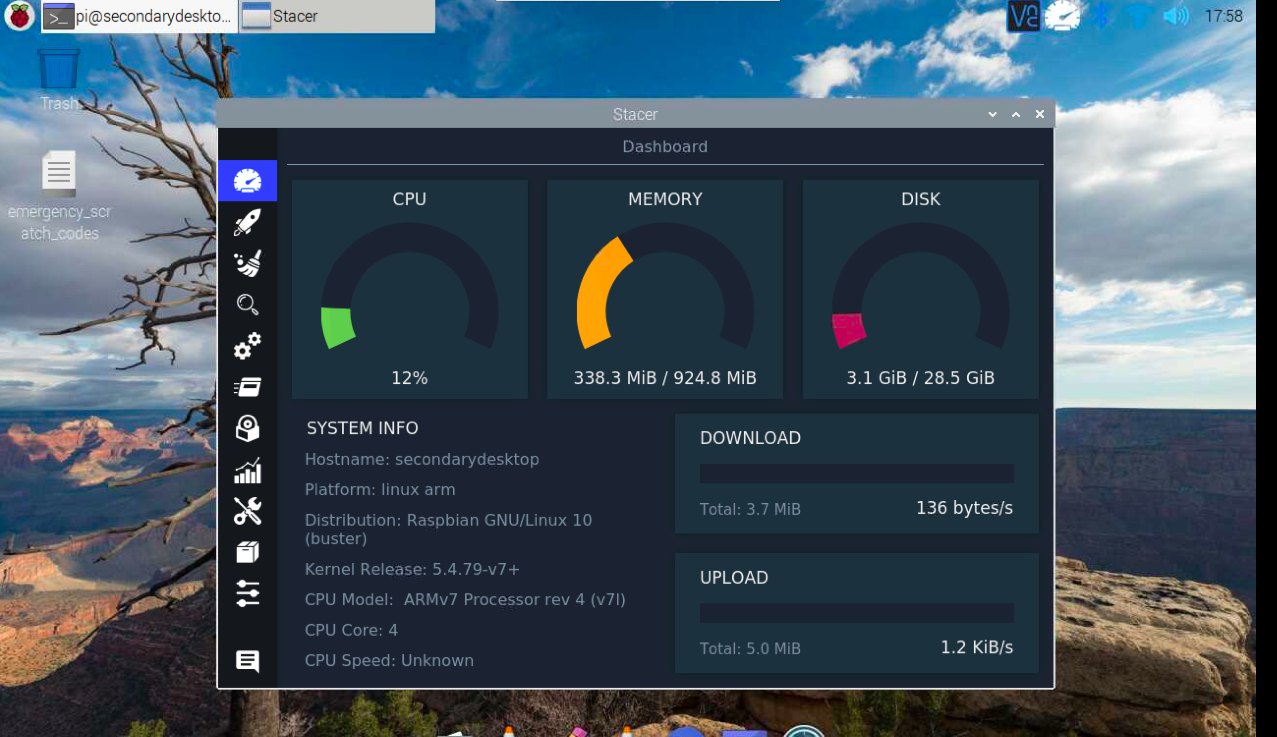 pi@secondarydeskto...
Stacer
17:58
Trash
emergency_scr
atch_codes
Stacer
Dashboard
CPU
12%
MEMORY
338.3 MiB / 924.8 MiB
DISK
3.1 GiB / 28.5 GiB
SYSTEM INFO
Hostname: secondarydesktop
Platform: linux arm
Distribution: Raspbian GNU/Linux 10
(buster)
Kernel Release: 5.4.79-v7+
CPU Model:  ARMv7 Processor rev 4 (v7l)
CPU Core: 4
CPU Speed: Unknown
DOWNLOAD
Total: 3.7 MiB
136 bytes/s
UPLOAD
Total: 5.0 MiB
1.2 KiB/s